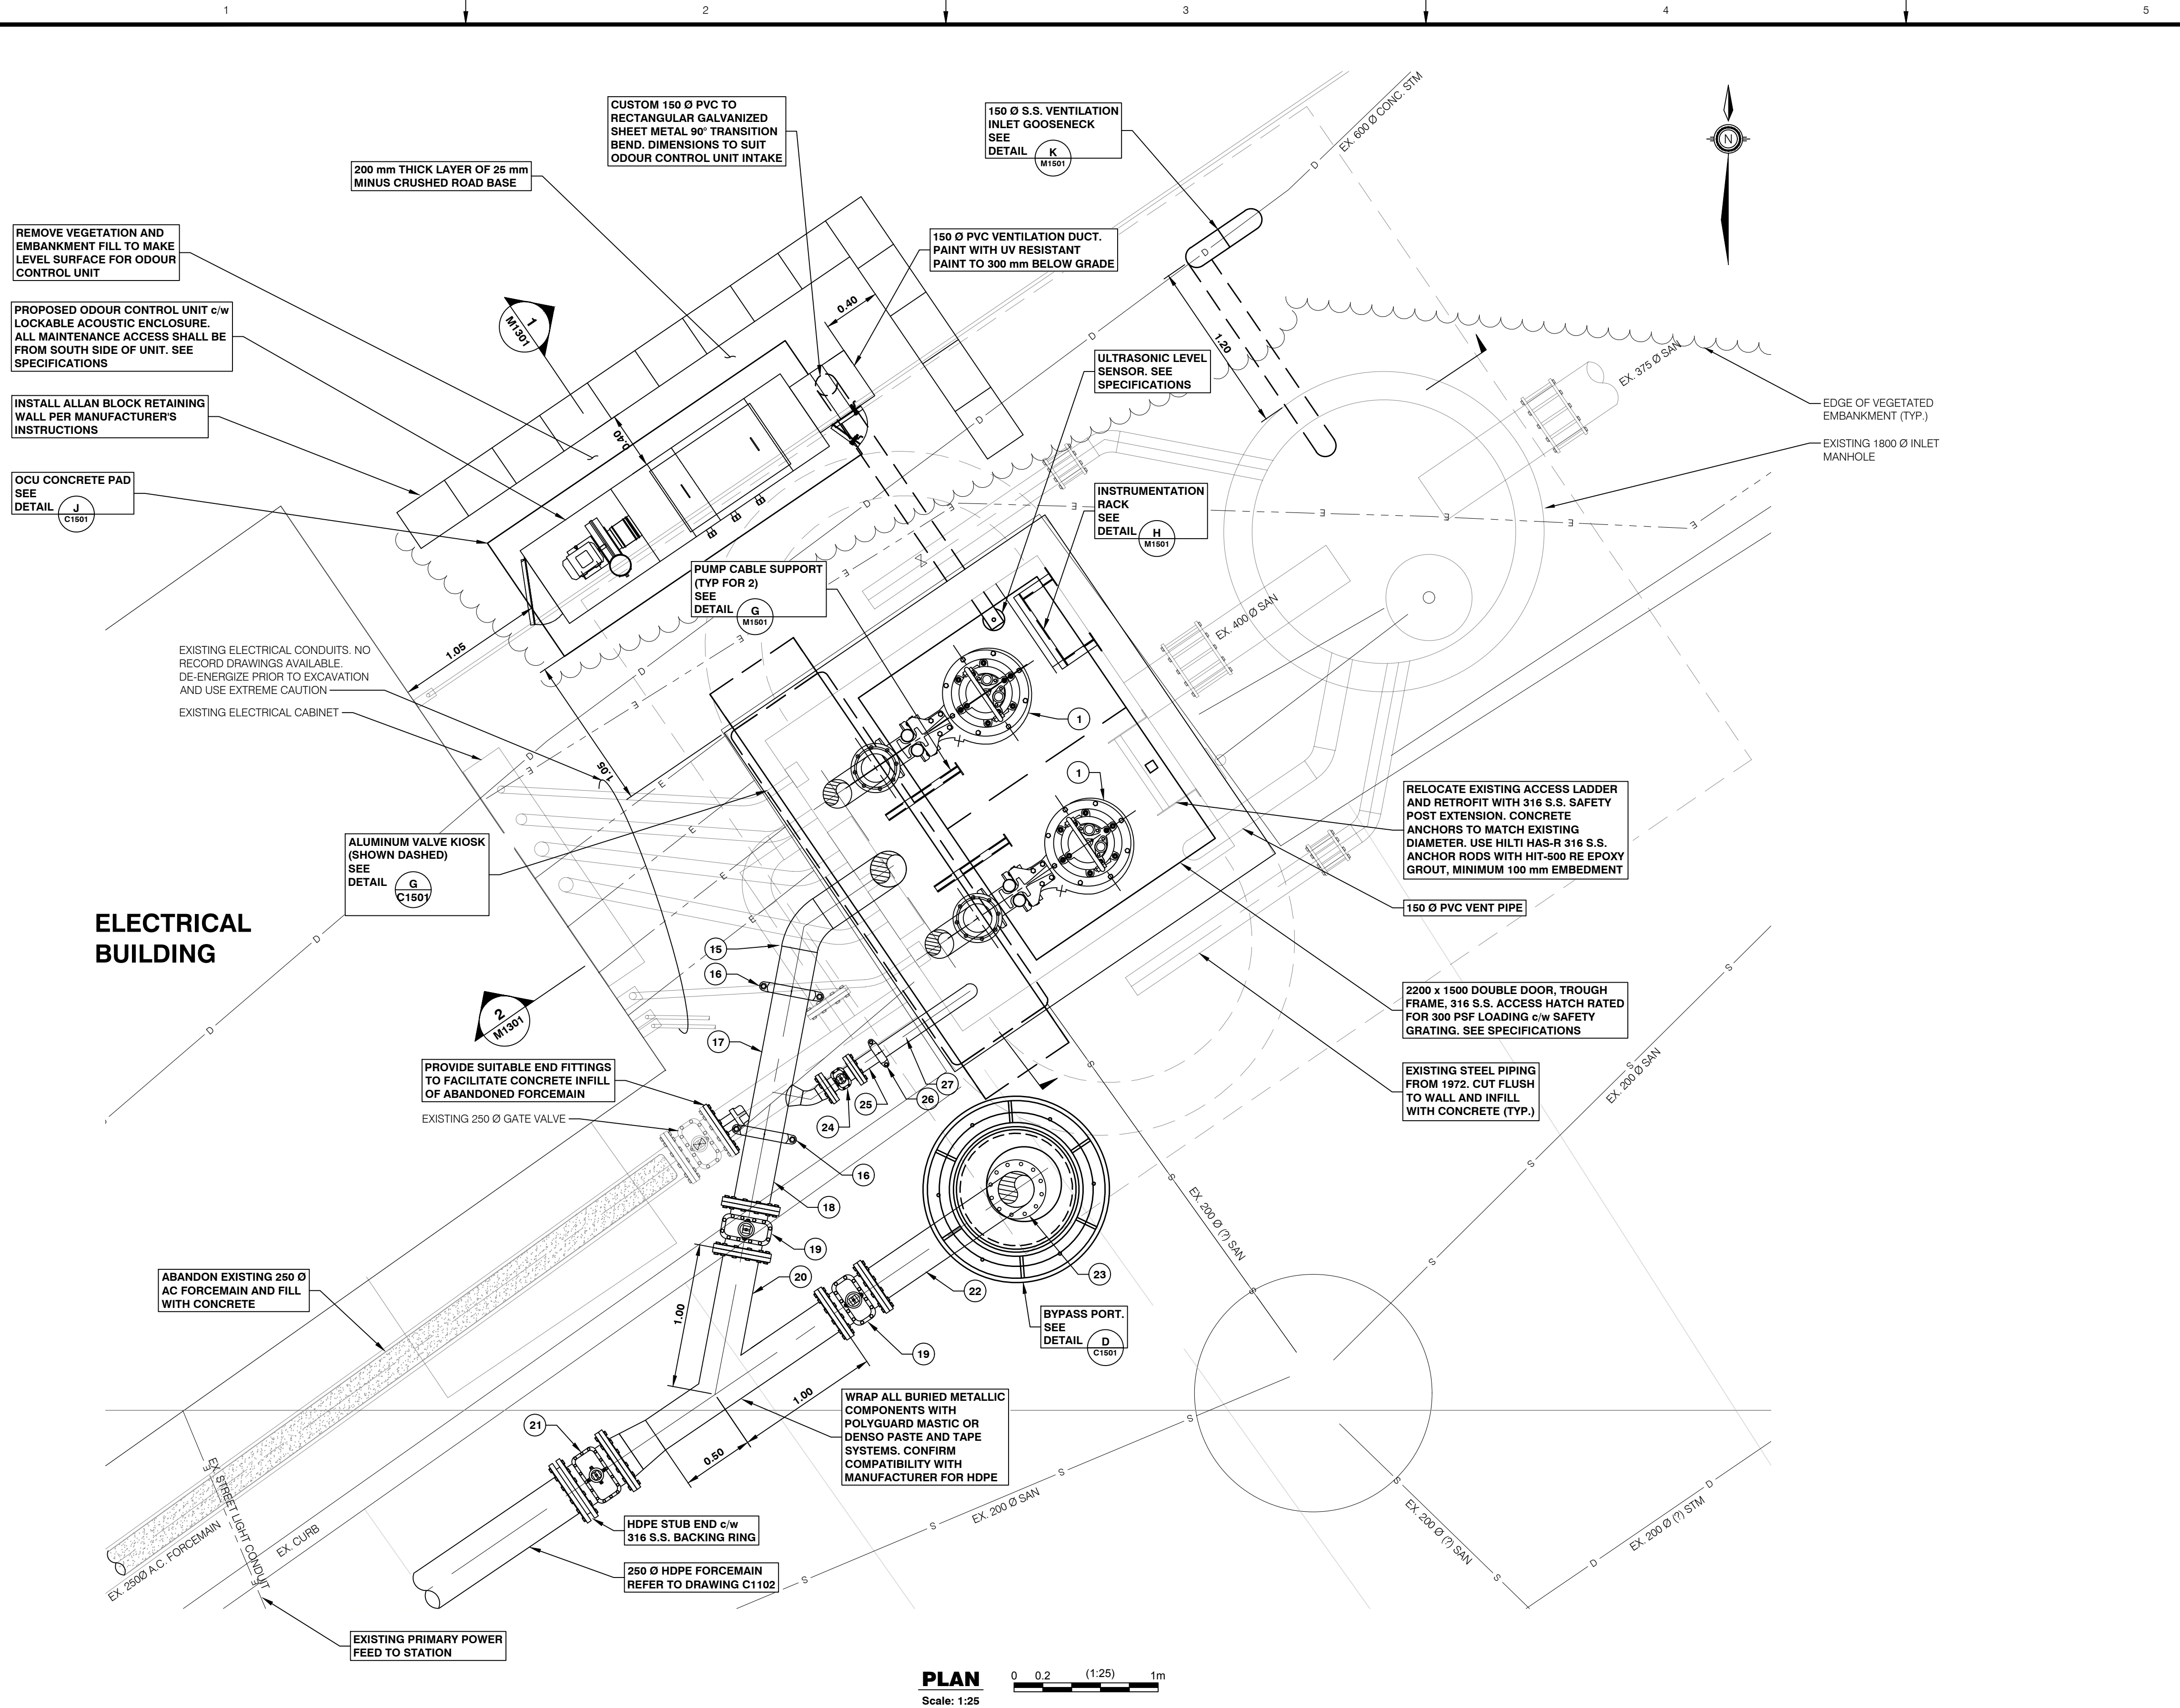 1
2
3
4
5
CUSTOM 150 Ø PVC TO
RECTANGULAR GALVANIZED
SHEET METAL 90° TRANSITION
BEND. DIMENSIONS TO SUIT
ODOUR CONTROL UNIT INTAKE
150 Ø S.S. VENTILATION
INLET GOOSENECK
SEE
DETAIL
K
M1501
EX. 600 Ø CONC. STM
N
200 mm THICK LAYER OF 25 mm
MINUS CRUSHED ROAD BASE
REMOVE VEGETATION AND
EMBANKMENT FILL TO MAKE
LEVEL SURFACE FOR ODOUR
CONTROL UNIT
150 Ø PVC VENTILATION DUCT.
PAINT WITH UV RESISTANT
PAINT TO 300 mm BELOW GRADE
PROPOSED ODOUR CONTROL UNIT c/w
LOCKABLE ACOUSTIC ENCLOSURE.
ALL MAINTENANCE ACCESS SHALL BE
FROM SOUTH SIDE OF UNIT. SEE
SPECIFICATIONS
1
M1301
0.40
1.20
ULTRASONIC LEVEL
SENSOR. SEE
SPECIFICATIONS
EX. 375 Ø SAN
INSTALL ALLAN BLOCK RETAINING
WALL PER MANUFACTURER'S
INSTRUCTIONS
0.40
EDGE OF VEGETATED
EMBANKMENT (TYP.)
EXISTING 1800 Ø INLET
MANHOLE
OCU CONCRETE PAD
SEE
DETAIL
J
C1501
INSTRUMENTATION
RACK
SEE
DETAIL
H
M1501
PUMP CABLE SUPPORT
(TYP FOR 2)
SEE
DETAIL
G
M1501
EX. 400 Ø SAN
1.05
EXISTING ELECTRICAL CONDUITS. NO
RECORD DRAWINGS AVAILABLE.
DE-ENERGIZE PRIOR TO EXCAVATION
AND USE EXTREME CAUTION
EXISTING ELECTRICAL CABINET
1
1.05
1
RELOCATE EXISTING ACCESS LADDER
AND RETROFIT WITH 316 S.S. SAFETY
POST EXTENSION. CONCRETE
ANCHORS TO MATCH EXISTING
DIAMETER. USE HILTI HAS-R 316 S.S.
ANCHOR RODS WITH HIT-500 RE EPOXY
GROUT, MINIMUM 100 mm EMBEDMENT
ALUMINUM VALVE KIOSK
(SHOWN DASHED)
SEE
DETAIL
G
C1501
150 Ø PVC VENT PIPE
ELECTRICAL
BUILDING
15
16
2200 x 1500 DOUBLE DOOR, TROUGH
FRAME, 316 S.S. ACCESS HATCH RATED
FOR 300 PSF LOADING c/w SAFETY
GRATING. SEE SPECIFICATIONS
2
M1301
17
PROVIDE SUITABLE END FITTINGS
TO FACILITATE CONCRETE INFILL
OF ABANDONED FORCEMAIN
EXISTING 250 Ø GATE VALVE
27
26
25
24
EXISTING STEEL PIPING
FROM 1972. CUT FLUSH
TO WALL AND INFILL
WITH CONCRETE (TYP.)
EX. 200 Ø SAN
16
18
19
20
EX. 200 Ø (?) SAN
23
22
ABANDON EXISTING 250 Ø
AC FORCEMAIN AND FILL
WITH CONCRETE
1.00
BYPASS PORT.
SEE
DETAIL
D
C1501
19
1.00
WRAP ALL BURIED METALLIC
COMPONENTS WITH
POLYGUARD MASTIC OR
DENSO PASTE AND TAPE
SYSTEMS. CONFIRM
COMPATIBILITY WITH
MANUFACTURER FOR HDPE
21
0.50
EX. STREET LIGHT CONDUIT
EX. 250Ø A.C. FORCEMAIN
EX. CURB
EX. 200 Ø SAN
EX. 200 Ø (?) SAN
EX. 200 Ø (?) STM
HDPE STUB END c/w
316 S.S. BACKING RING
250 Ø HDPE FORCEMAIN
REFER TO DRAWING C1102
EXISTING PRIMARY POWER
FEED TO STATION
PLAN
Scale: 1:25
0 0.2 (1:25) 1m